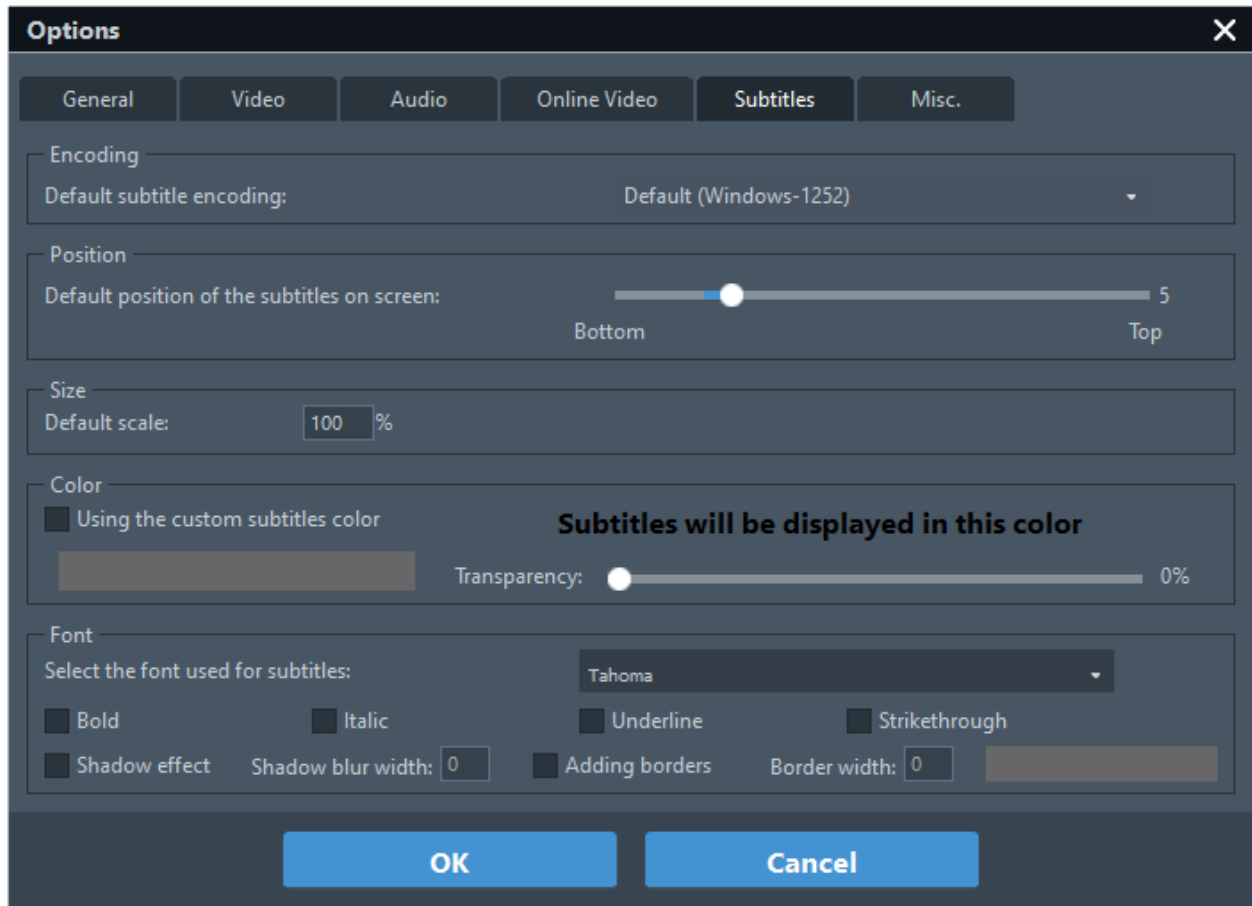 Options
General Video Audio Online Video Subtitles Misc.
Encoding
Default subtitle encoding: Default (Windows-1252)
Position
Default position of the subtitles on screen: 5
Bottom Top
Size
Default scale: 100 %
Color
Using the custom subtitles color Subtitles will be displayed in this color
Transparency: 0%
Font
Select the font used for subtitles: Tahoma
Bold Italic Underline Strikethrough
Shadow effect Shadow blur width: 0 Adding borders Border width: 0
OK Cancel